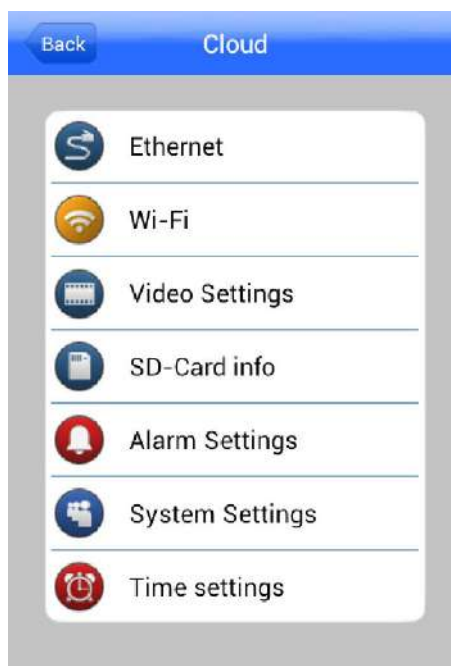 Back
Cloud
Ethernet
Wi-Fi
Video Settings
SD-Card info
Alarm Settings
System Settings
Time settings